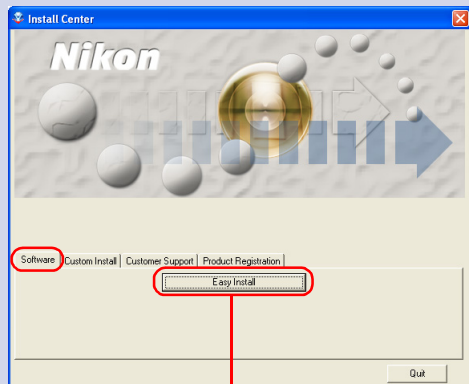 Install Center
Nikon
Software Custom Install Customer Support Product Registration
Easy Install
Quit